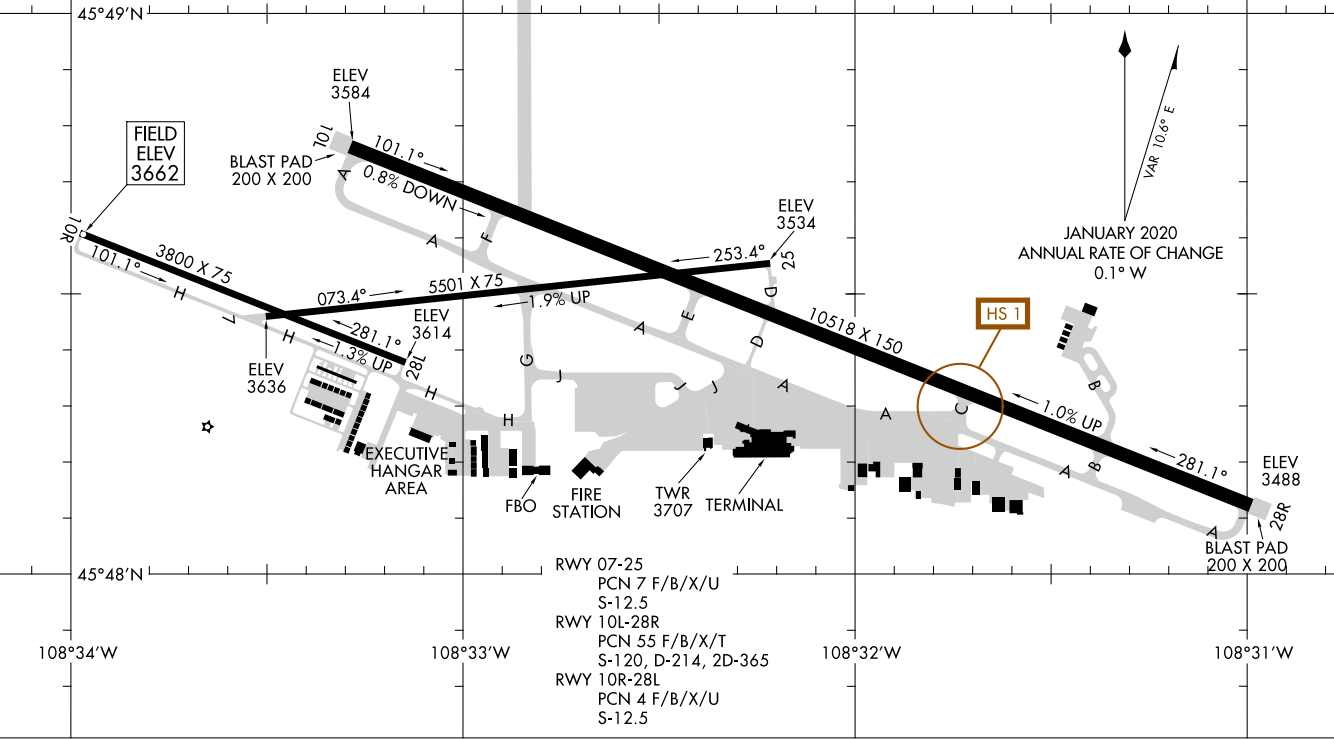 45°49'N
ELEV
3584
10L
FIELD
ELEV
3662
BLAST PAD
200 X 200
101.1°
0.8% DOWN
VAR 10.6° E
JANUARY 2020
ANNUAL RATE OF CHANGE
0.1° W
A
A
F
ELEV
3534
10R
101.1°
3800 X 75
H
253.4°
25
073.4°
5501 X 75
1.9% UP
D
HS 1
V
H
281.1°
1.3% UP
ELEV
3614
28L
A
E
D
10518 X 150
ELEV
3636
G
J
J
J
A
H
H
A
C
1.0% UP
B
B
A
281.1°
ELEV
3488
28R
A
EXECUTIVE
HANGAR
AREA
FBO
FIRE
STATION
TWR
3707
TERMINAL
BLAST PAD
200 X 200
45°48'N
RWY 07-25
PCN 7 F/B/X/U
S-12.5
RWY 10L-28R
PCN 55 F/B/X/T
S-120, D-214, 2D-365
RWY 10R-28L
PCN 4 F/B/X/U
S-12.5
108°34'W
108°33'W
108°32'W
108°31'W